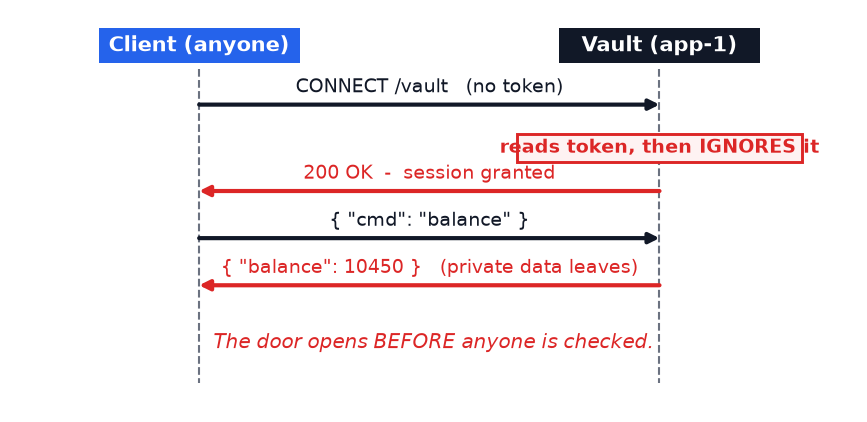 Client (anyone)
Vault (app-1)
CONNECT /vault   (no token)
reads token, then IGNORES it
200 OK  -  session granted
{ "cmd": "balance" }
{ "balance": 10450 }   (private data leaves)
The door opens BEFORE anyone is checked.